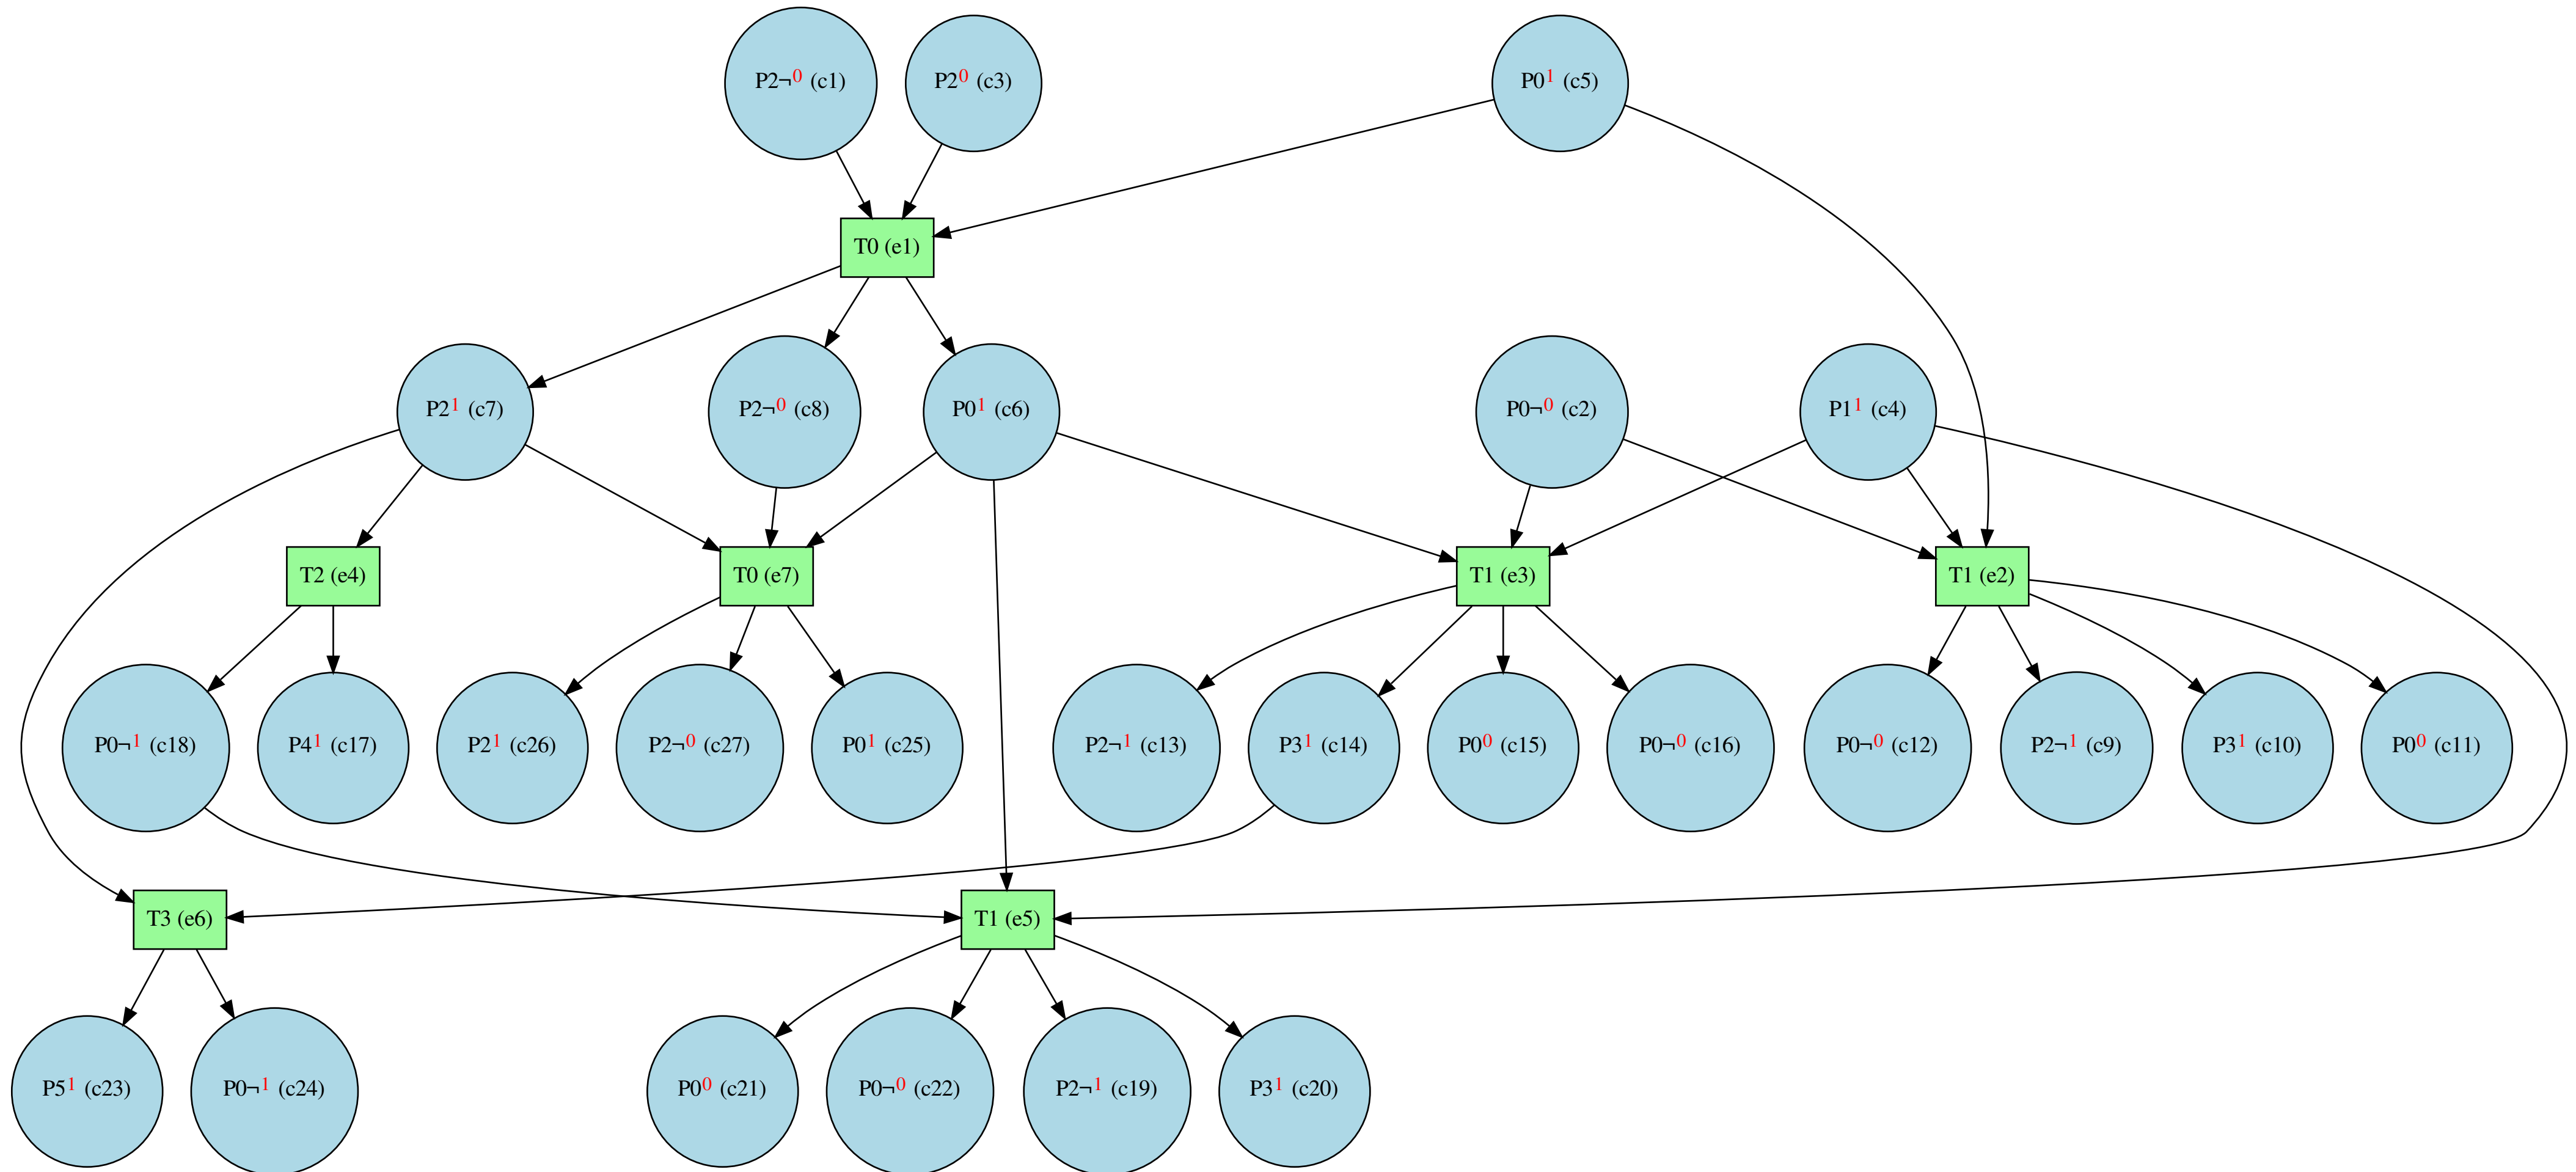 P2¬⁰ (c1)
P2⁰ (c3)
P0¹ (c5)
T0 (e1)
P2¹ (c7)
P2¬⁰ (c8)
P0¹ (c6)
P0¬⁰ (c2)
P1¹ (c4)
T2 (e4)
T0 (e7)
T1 (e3)
T1 (e2)
P0¬¹ (c18)
P4¹ (c17)
P2¹ (c26)
P2¬⁰ (c27)
P0¹ (c25)
P2¬¹ (c13)
P3¹ (c14)
P0⁰ (c15)
P0¬⁰ (c16)
P0¬⁰ (c12)
P2¬¹ (c9)
P3¹ (c10)
P0⁰ (c11)
T3 (e6)
T1 (e5)
P5¹ (c23)
P0¬¹ (c24)
P0⁰ (c21)
P0¬⁰ (c22)
P2¬¹ (c19)
P3¹ (c20)